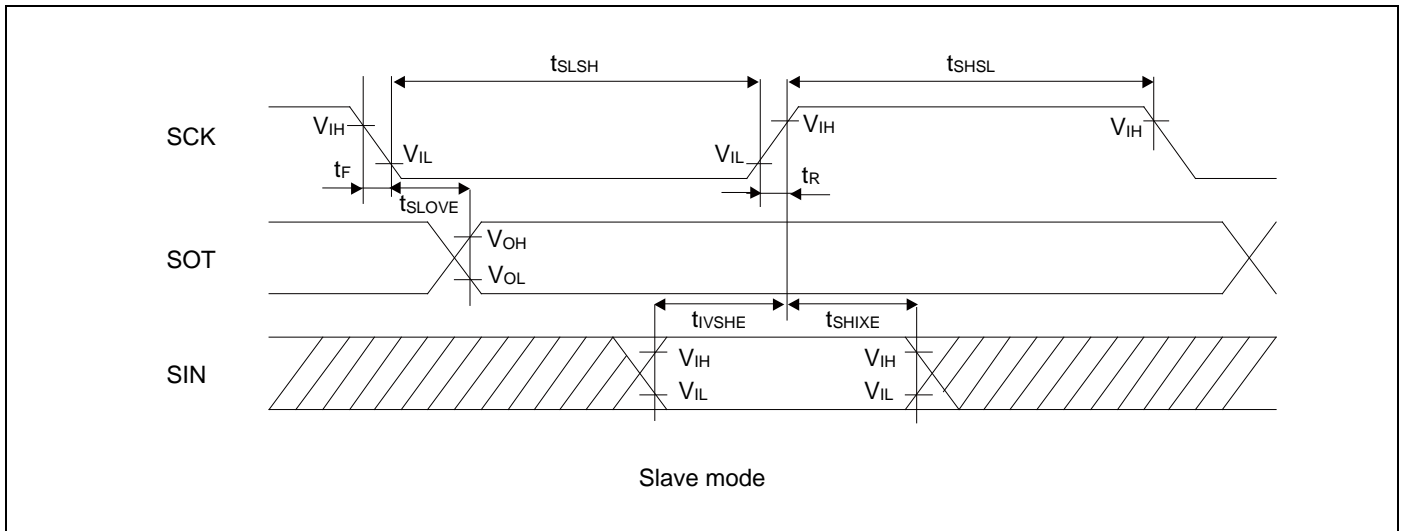 tSLSH
tSHSL
SCK
VIH
VIH
VIH
VIL
VIL
tF
tR
tSLOVE
SOT
VOH
VOL
tIVSHE
tSHIXE
SIN
VIH
VIH
VIL
VIL
Slave mode